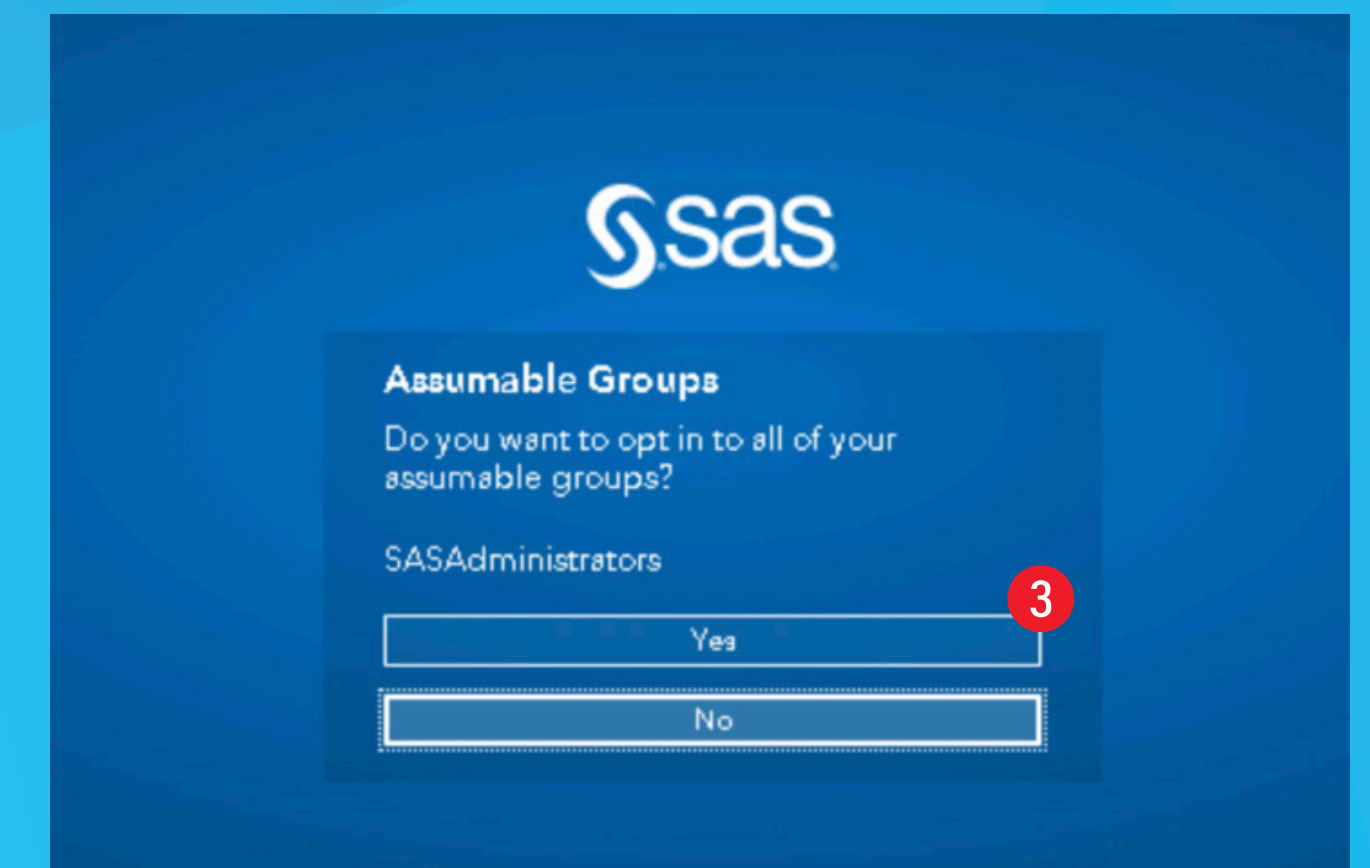 sas
Assumable Groups
Do you want to opt in to all of your
assumable groups?
SASAdministrators
3
Yes
No